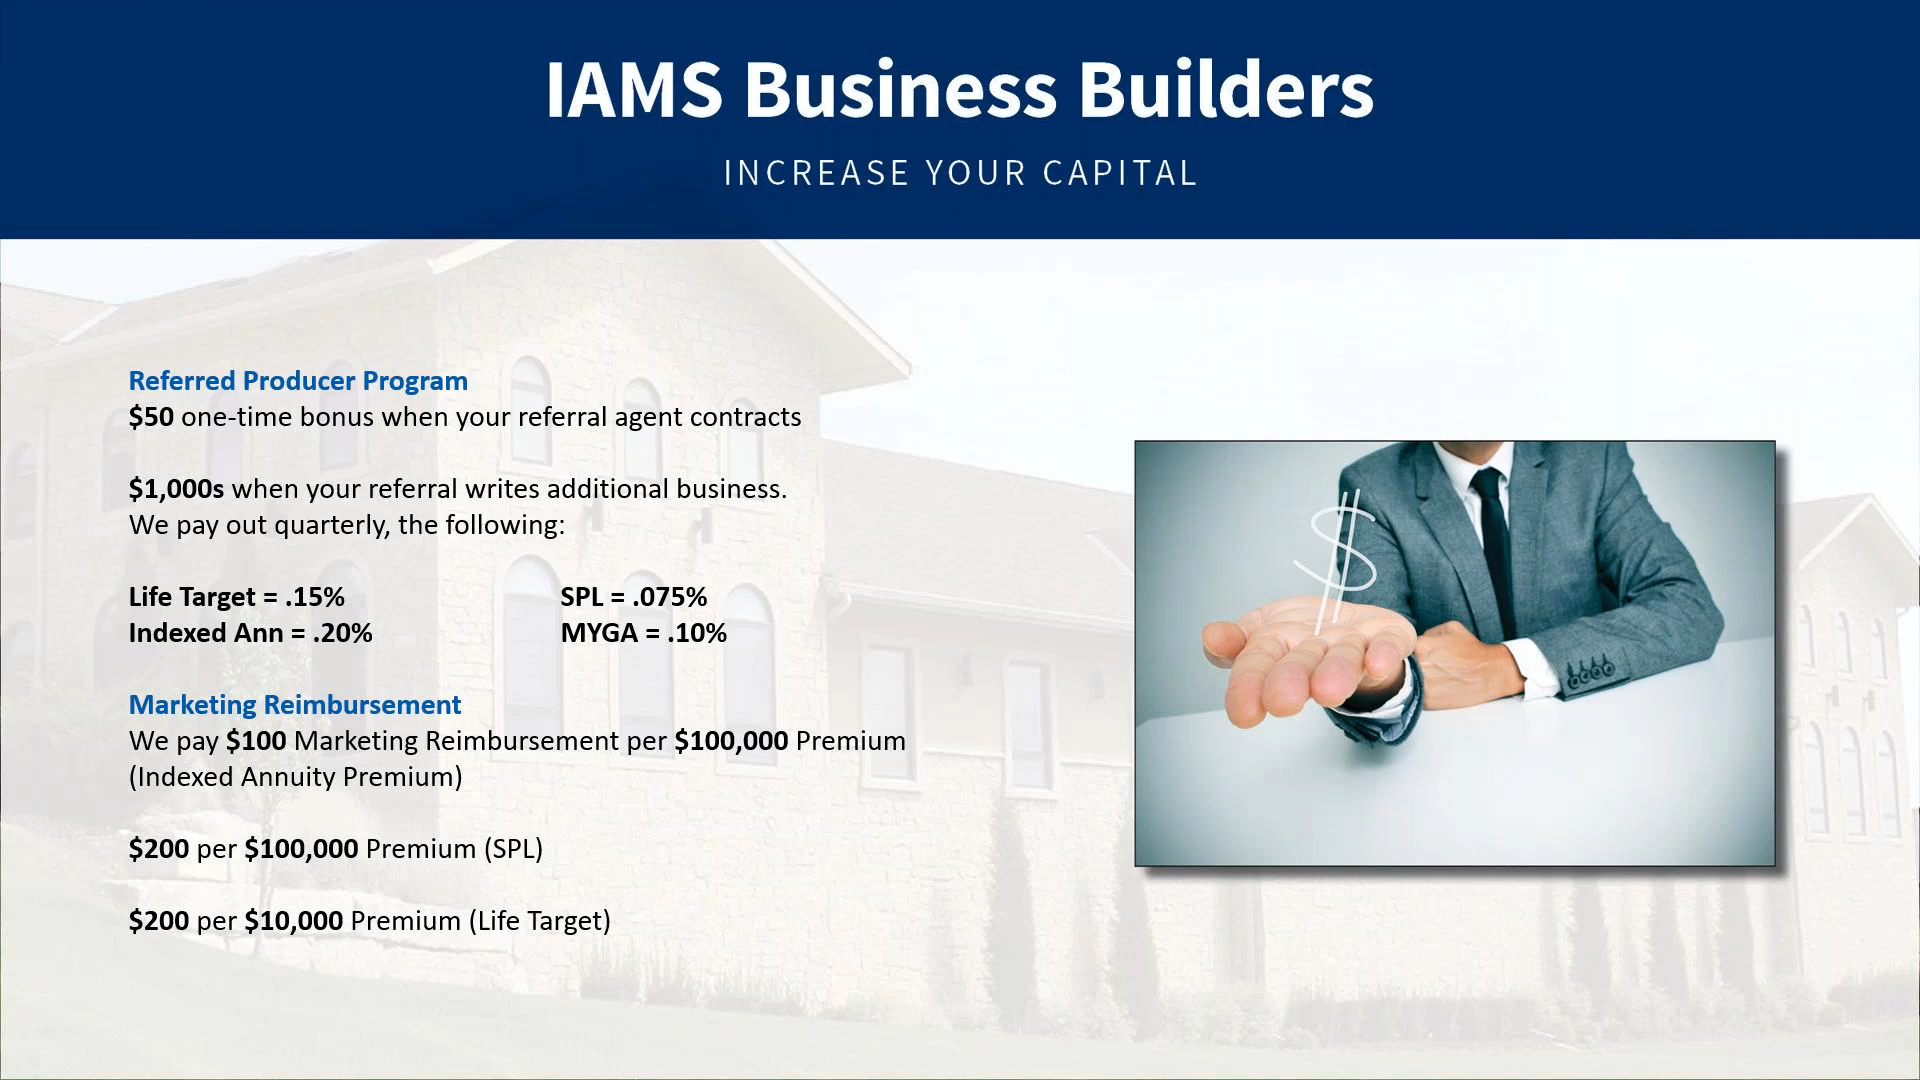 IAMS Business Builders
INCREASE YOUR CAPITAL
Referred Producer Program
$50 one-time bonus when your referral agent contracts
$1,000s when your referral writes additional business.
We pay out quarterly, the following:
Life Target = .15% SPL = .075%
Indexed Ann = .20% MYGA = .10%
Marketing Reimbursement
We pay $100 Marketing Reimbursement per $100,000 Premium
(Indexed Annuity Premium)
$200 per $100,000 Premium (SPL)
$200 per $10,000 Premium (Life Target)
$